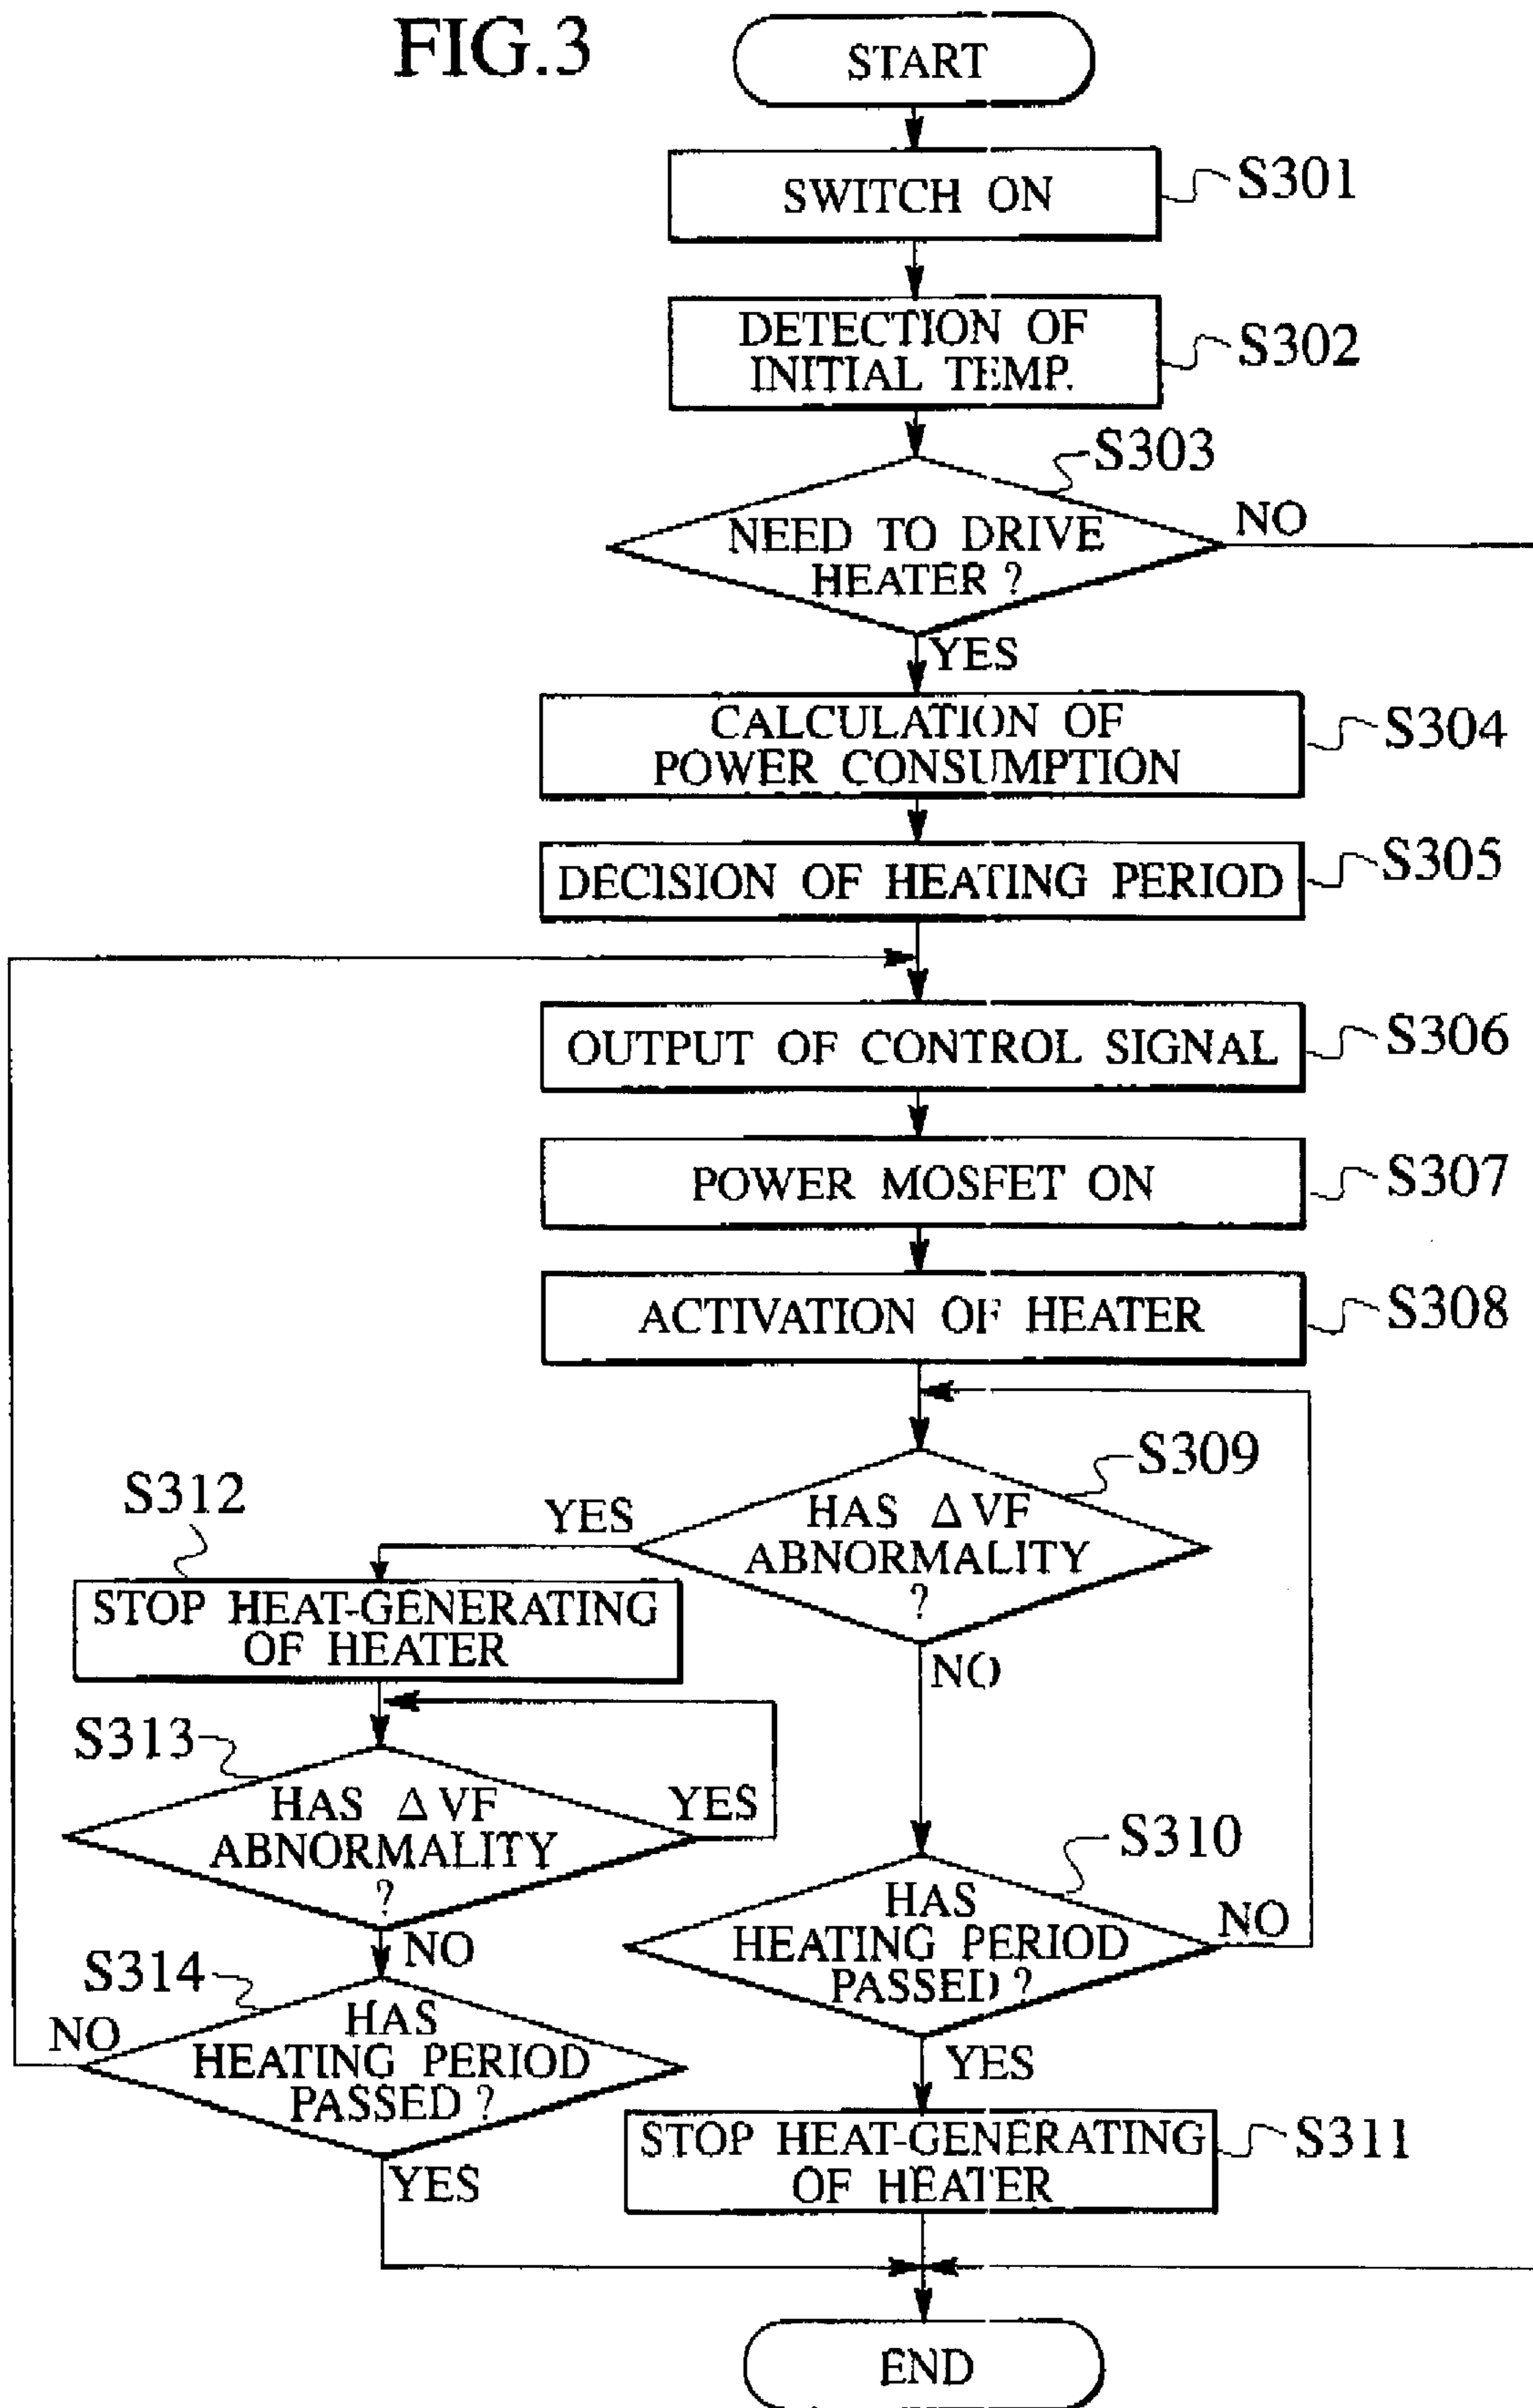 FIG.3
START
SWITCH ON
S301
DETECTION OF
INITIAL TEMP.
S302
S303
NEED TO DRIVE
HEATER ?
NO
YES
CALCULATION OF
POWER CONSUMPTION
S304
DECISION OF HEATING PERIOD
S305
OUTPUT OF CONTROL SIGNAL
S306
POWER MOSFET ON
S307
ACTIVATION OF HEATER
S308
S309
HAS ΔVF
ABNORMALITY
?
YES
NO
S312
STOP HEAT-GENERATING
OF HEATER
S313
HAS ΔVF
ABNORMALITY
?
YES
NO
S310
HAS
HEATING PERIOD
PASSED ?
NO
YES
S314
HAS
HEATING PERIOD
PASSED ?
NO
YES
STOP HEAT-GENERATING
OF HEATER
S311
END